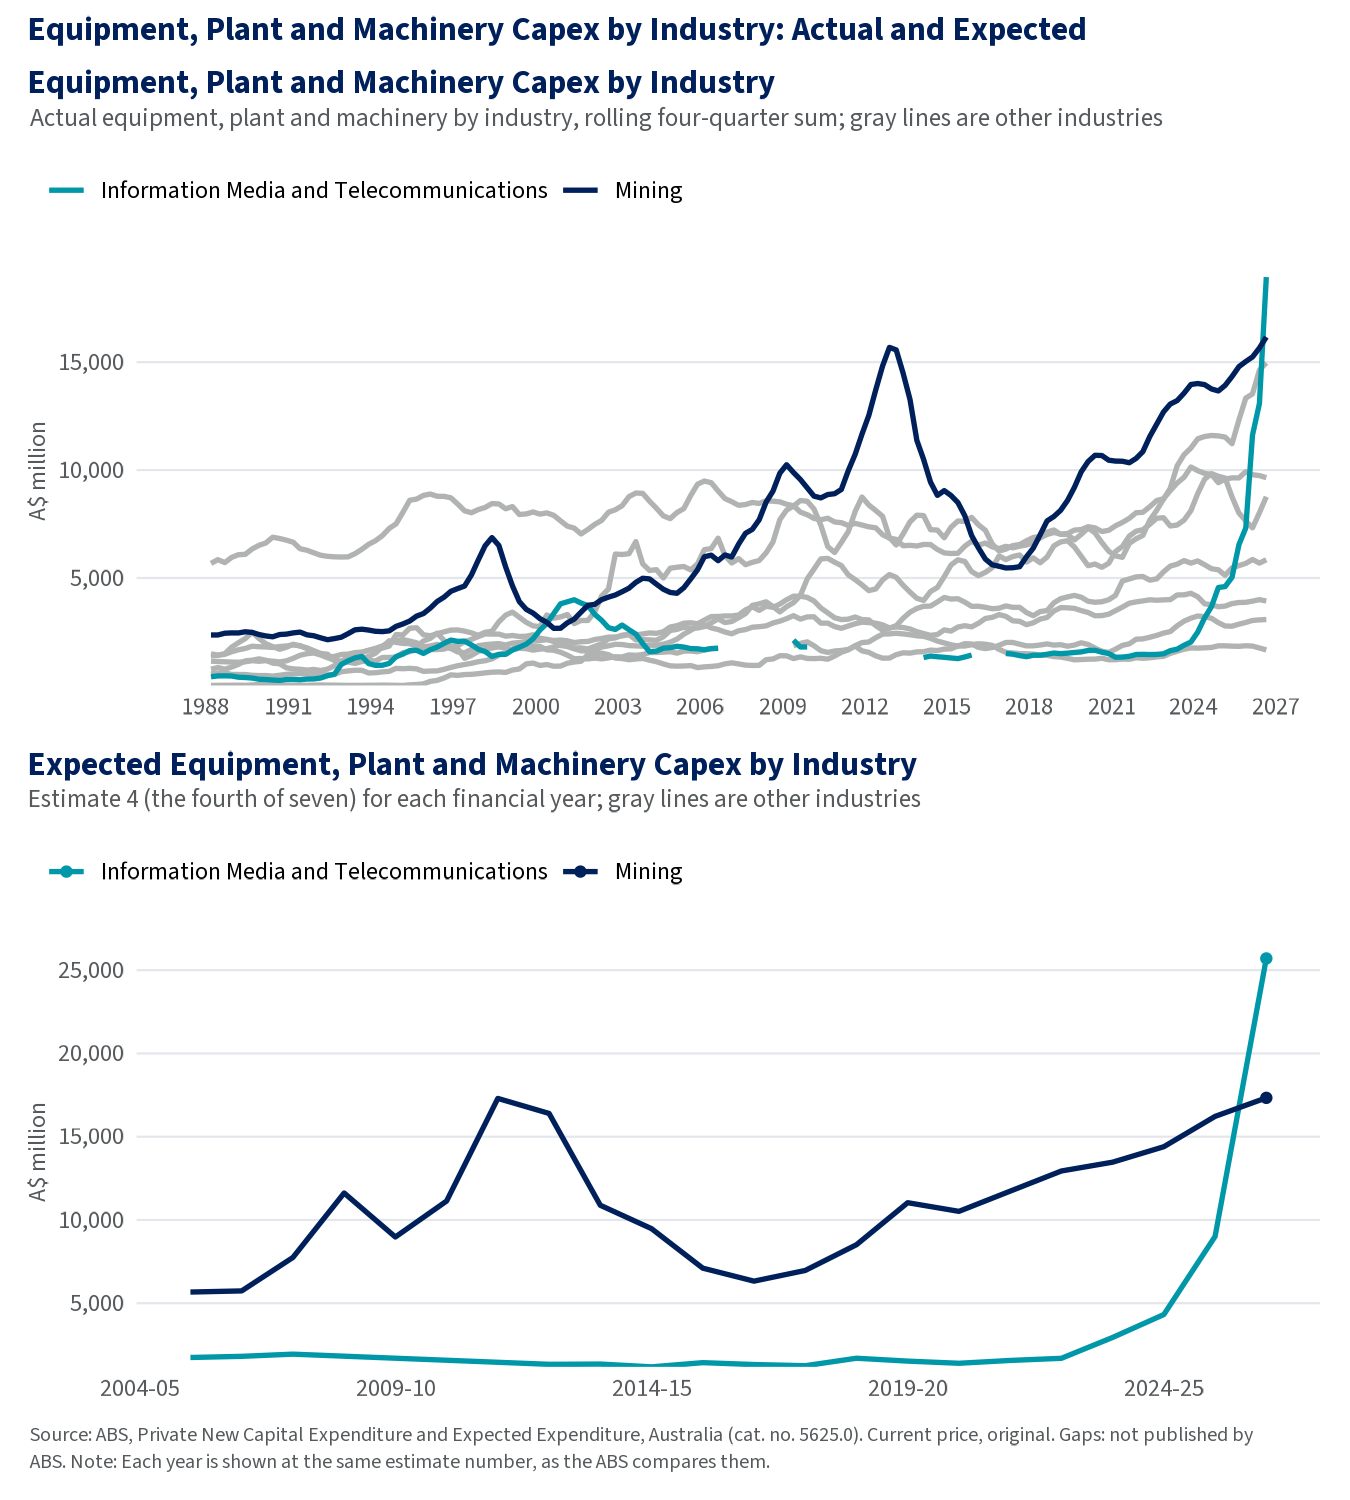 Equipment, Plant and Machinery Capex by Industry: Actual and Expected
Equipment, Plant and Machinery Capex by Industry
Actual equipment, plant and machinery by industry, rolling four-quarter sum; gray lines are other industries
Information Media and Telecommunications Mining
15,000
10,000
5,000
A$ million
1988 1991 1994 1997 2000 2003 2006 2009 2012 2015 2018 2021 2024 2027
Expected Equipment, Plant and Machinery Capex by Industry
Estimate 4 (the fourth of seven) for each financial year; gray lines are other industries
Information Media and Telecommunications Mining
25,000
20,000
15,000
10,000
5,000
A$ million
2004-05 2009-10 2014-15 2019-20 2024-25
Source: ABS, Private New Capital Expenditure and Expected Expenditure, Australia (cat. no. 5625.0). Current price, original. Gaps: not published by
ABS. Note: Each year is shown at the same estimate number, as the ABS compares them.